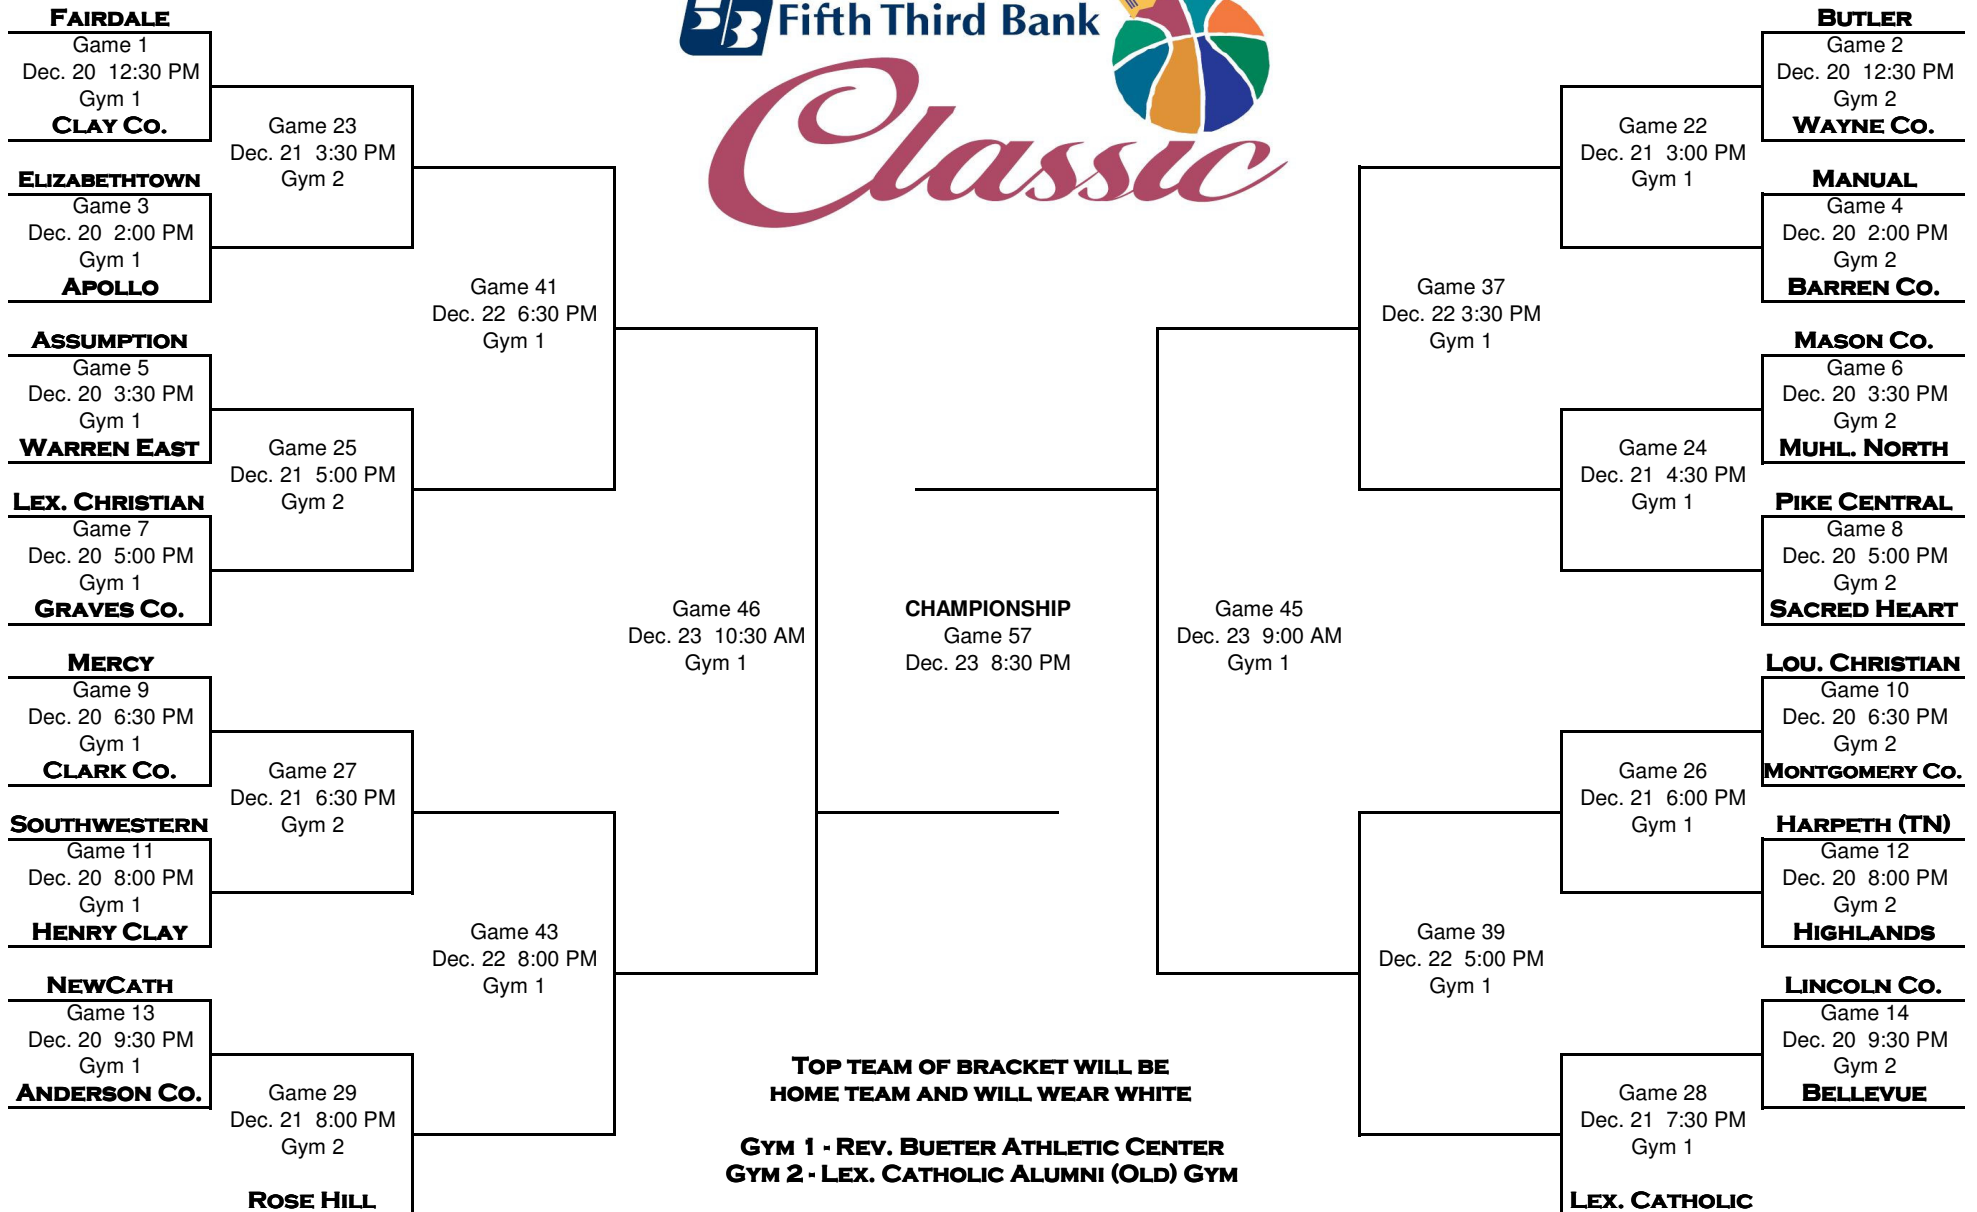 5/3 Fifth Third Bank
Classic
FAIRDALE
Game 1
Dec. 20 12:30 PM
Gym 1
CLAY CO.
ELIZABETHTOWN
Game 3
Dec. 20 2:00 PM
Gym 1
APOLLO
ASSUMPTION
Game 5
Dec. 20 3:30 PM
Gym 1
WARREN EAST
LEX. CHRISTIAN
Game 7
Dec. 20 5:00 PM
Gym 1
GRAVES CO.
MERCY
Game 9
Dec. 20 6:30 PM
Gym 1
CLARK CO.
SOUTHWESTERN
Game 11
Dec. 20 8:00 PM
Gym 1
HENRY CLAY
NEWCATH
Game 13
Dec. 20 9:30 PM
Gym 1
ANDERSON CO.
Game 23
Dec. 21 3:30 PM
Gym 2
Game 25
Dec. 21 5:00 PM
Gym 2
Game 27
Dec. 21 6:30 PM
Gym 2
Game 29
Dec. 21 8:00 PM
Gym 2
ROSE HILL
Game 41
Dec. 22 6:30 PM
Gym 1
Game 43
Dec. 22 8:00 PM
Gym 1
Game 46
Dec. 23 10:30 AM
Gym 1
CHAMPIONSHIP
Game 57
Dec. 23 8:30 PM
Game 45
Dec. 23 9:00 AM
Gym 1
TOP TEAM OF BRACKET WILL BE
HOME TEAM AND WILL WEAR WHITE
GYM 1 - REV. BUETER ATHLETIC CENTER
GYM 2 - LEX. CATHOLIC ALUMNI (OLD) GYM
Game 37
Dec. 22 3:30 PM
Gym 1
Game 39
Dec. 22 5:00 PM
Gym 1
Game 22
Dec. 21 3:00 PM
Gym 1
Game 24
Dec. 21 4:30 PM
Gym 1
Game 26
Dec. 21 6:00 PM
Gym 1
Game 28
Dec. 21 7:30 PM
Gym 1
LEX. CATHOLIC
BUTLER
Game 2
Dec. 20 12:30 PM
Gym 2
WAYNE CO.
MANUAL
Game 4
Dec. 20 2:00 PM
Gym 2
BARREN CO.
MASON CO.
Game 6
Dec. 20 3:30 PM
Gym 2
MUHL. NORTH
PIKE CENTRAL
Game 8
Dec. 20 5:00 PM
Gym 2
SACRED HEART
LOU. CHRISTIAN
Game 10
Dec. 20 6:30 PM
Gym 2
MONTGOMERY CO.
HARPETH (TN)
Game 12
Dec. 20 8:00 PM
Gym 2
HIGHLANDS
LINCOLN CO.
Game 14
Dec. 20 9:30 PM
Gym 2
BELLEVUE